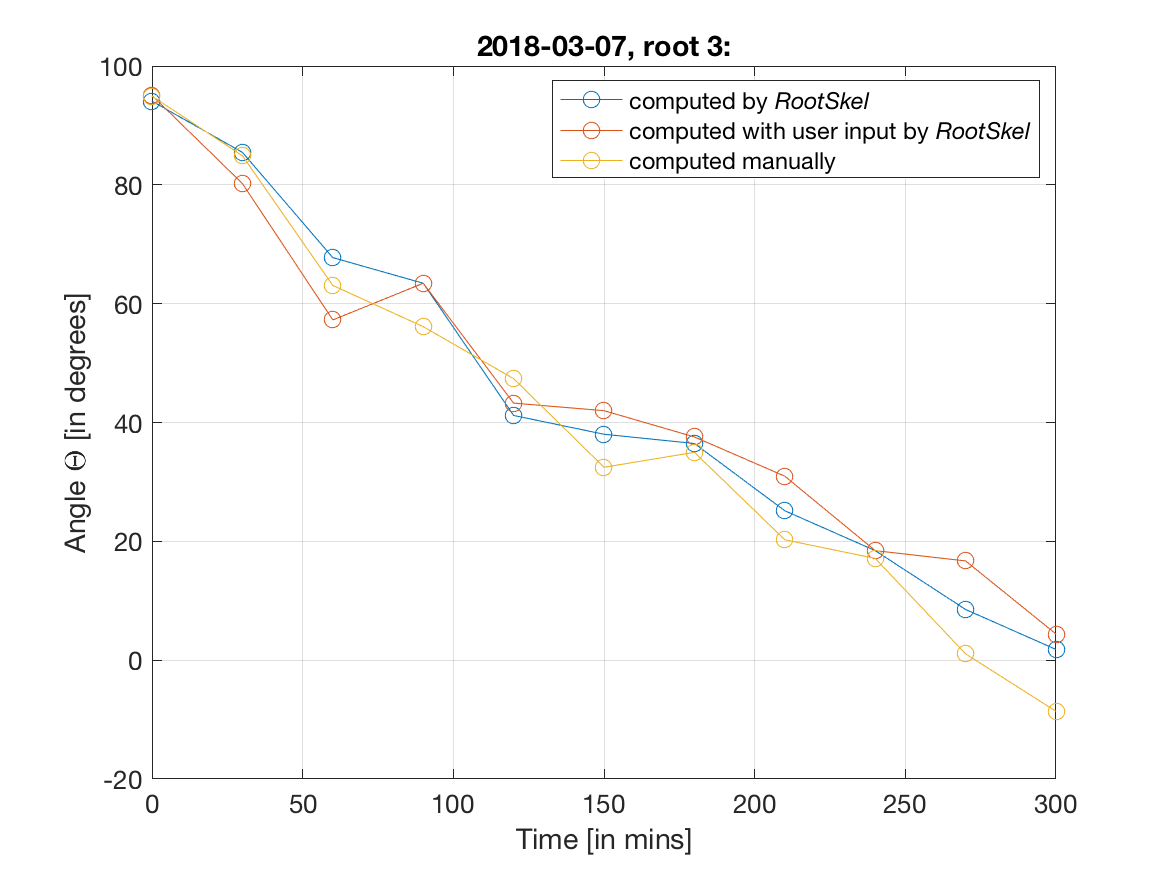 2018-03-07, root 3:
computed by RootSkel
computed with user input by RootSkel
computed manually
100
80
60
40
20
0
-20
Angle Θ [in degrees]
0 50 100 150 200 250 300
Time [in mins]